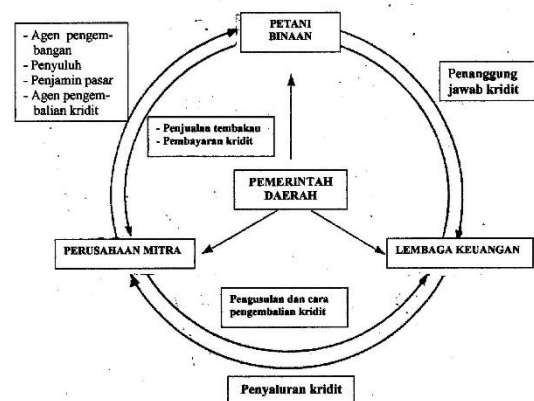 PETANI
BINAAN
- Agen pengem-
bangan
- Penyuluh
- Penjamin pasar
- Agen pengem-
balian kridit
Penanggung
jawab kridit
- Penjualan tembakau
- Pembayaran kridit
PEMERINTAH
DAERAH
PERUSAHAAN MITRA
LEMBAGA KEUANGAN
Pengusulan dan cara
pengembalian kridit
Penyaluran kridit